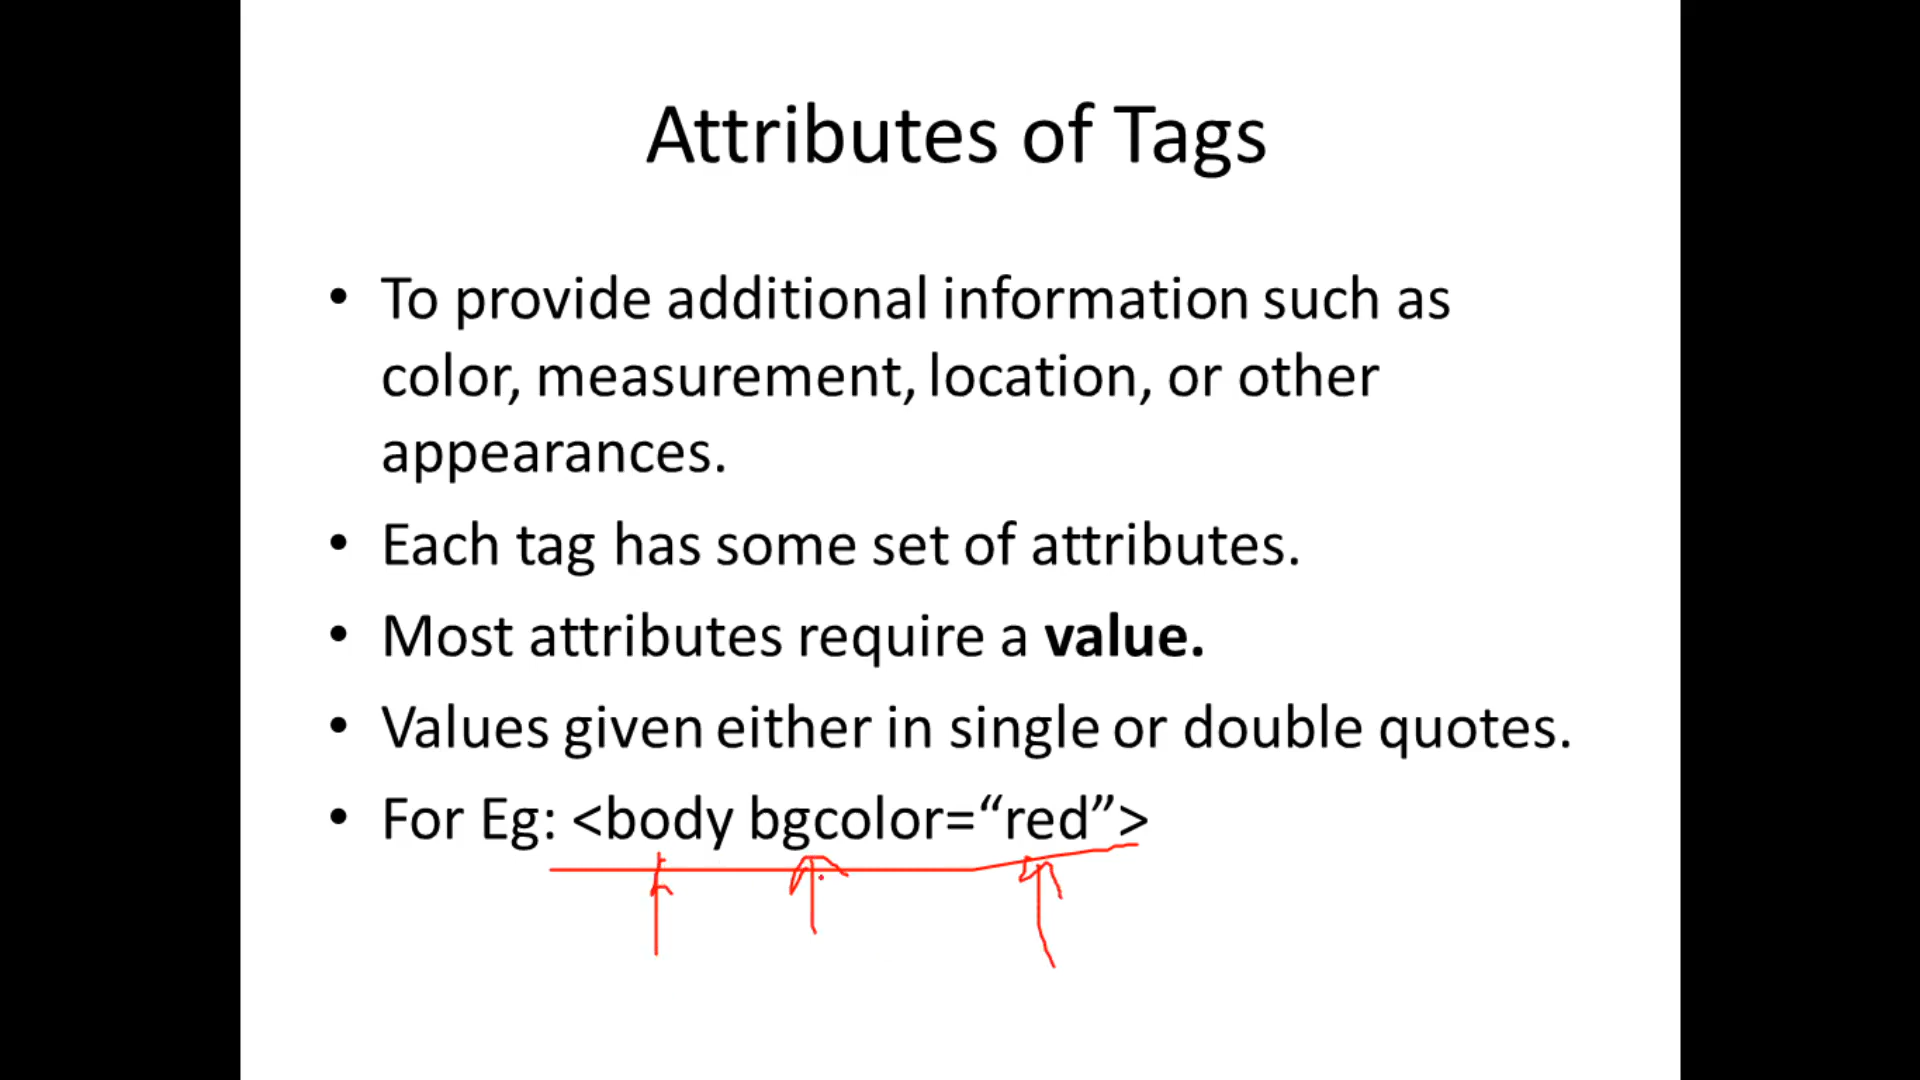 Attributes of Tags
• To provide additional information such as
color, measurement, location, or other
appearances.
• Each tag has some set of attributes.
• Most attributes require a value.
• Values given either in single or double quotes.
• For Eg: <body bgcolor=“red”>